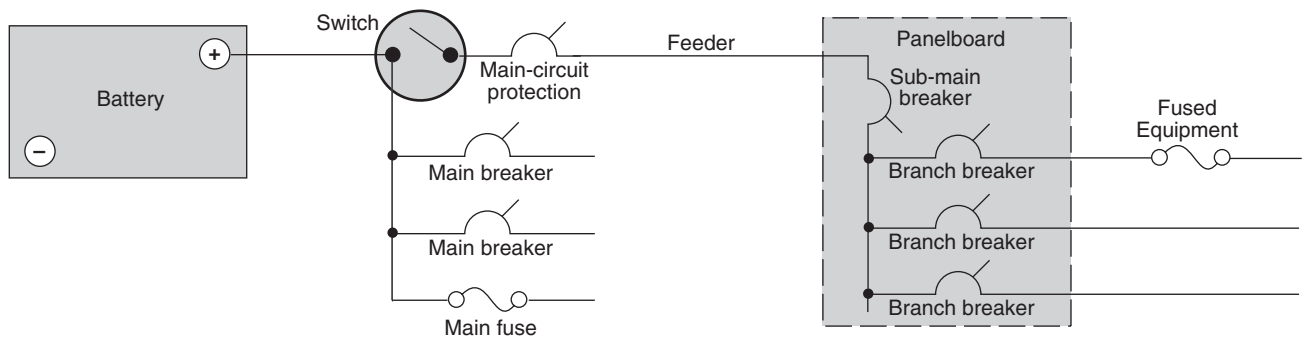 Switch
Feeder
Panelboard
+
Main-circuit
protection
Sub-main
breaker
Battery
Fused
Equipment
−
Main breaker
Branch breaker
Main breaker
Branch breaker
Main fuse
Branch breaker